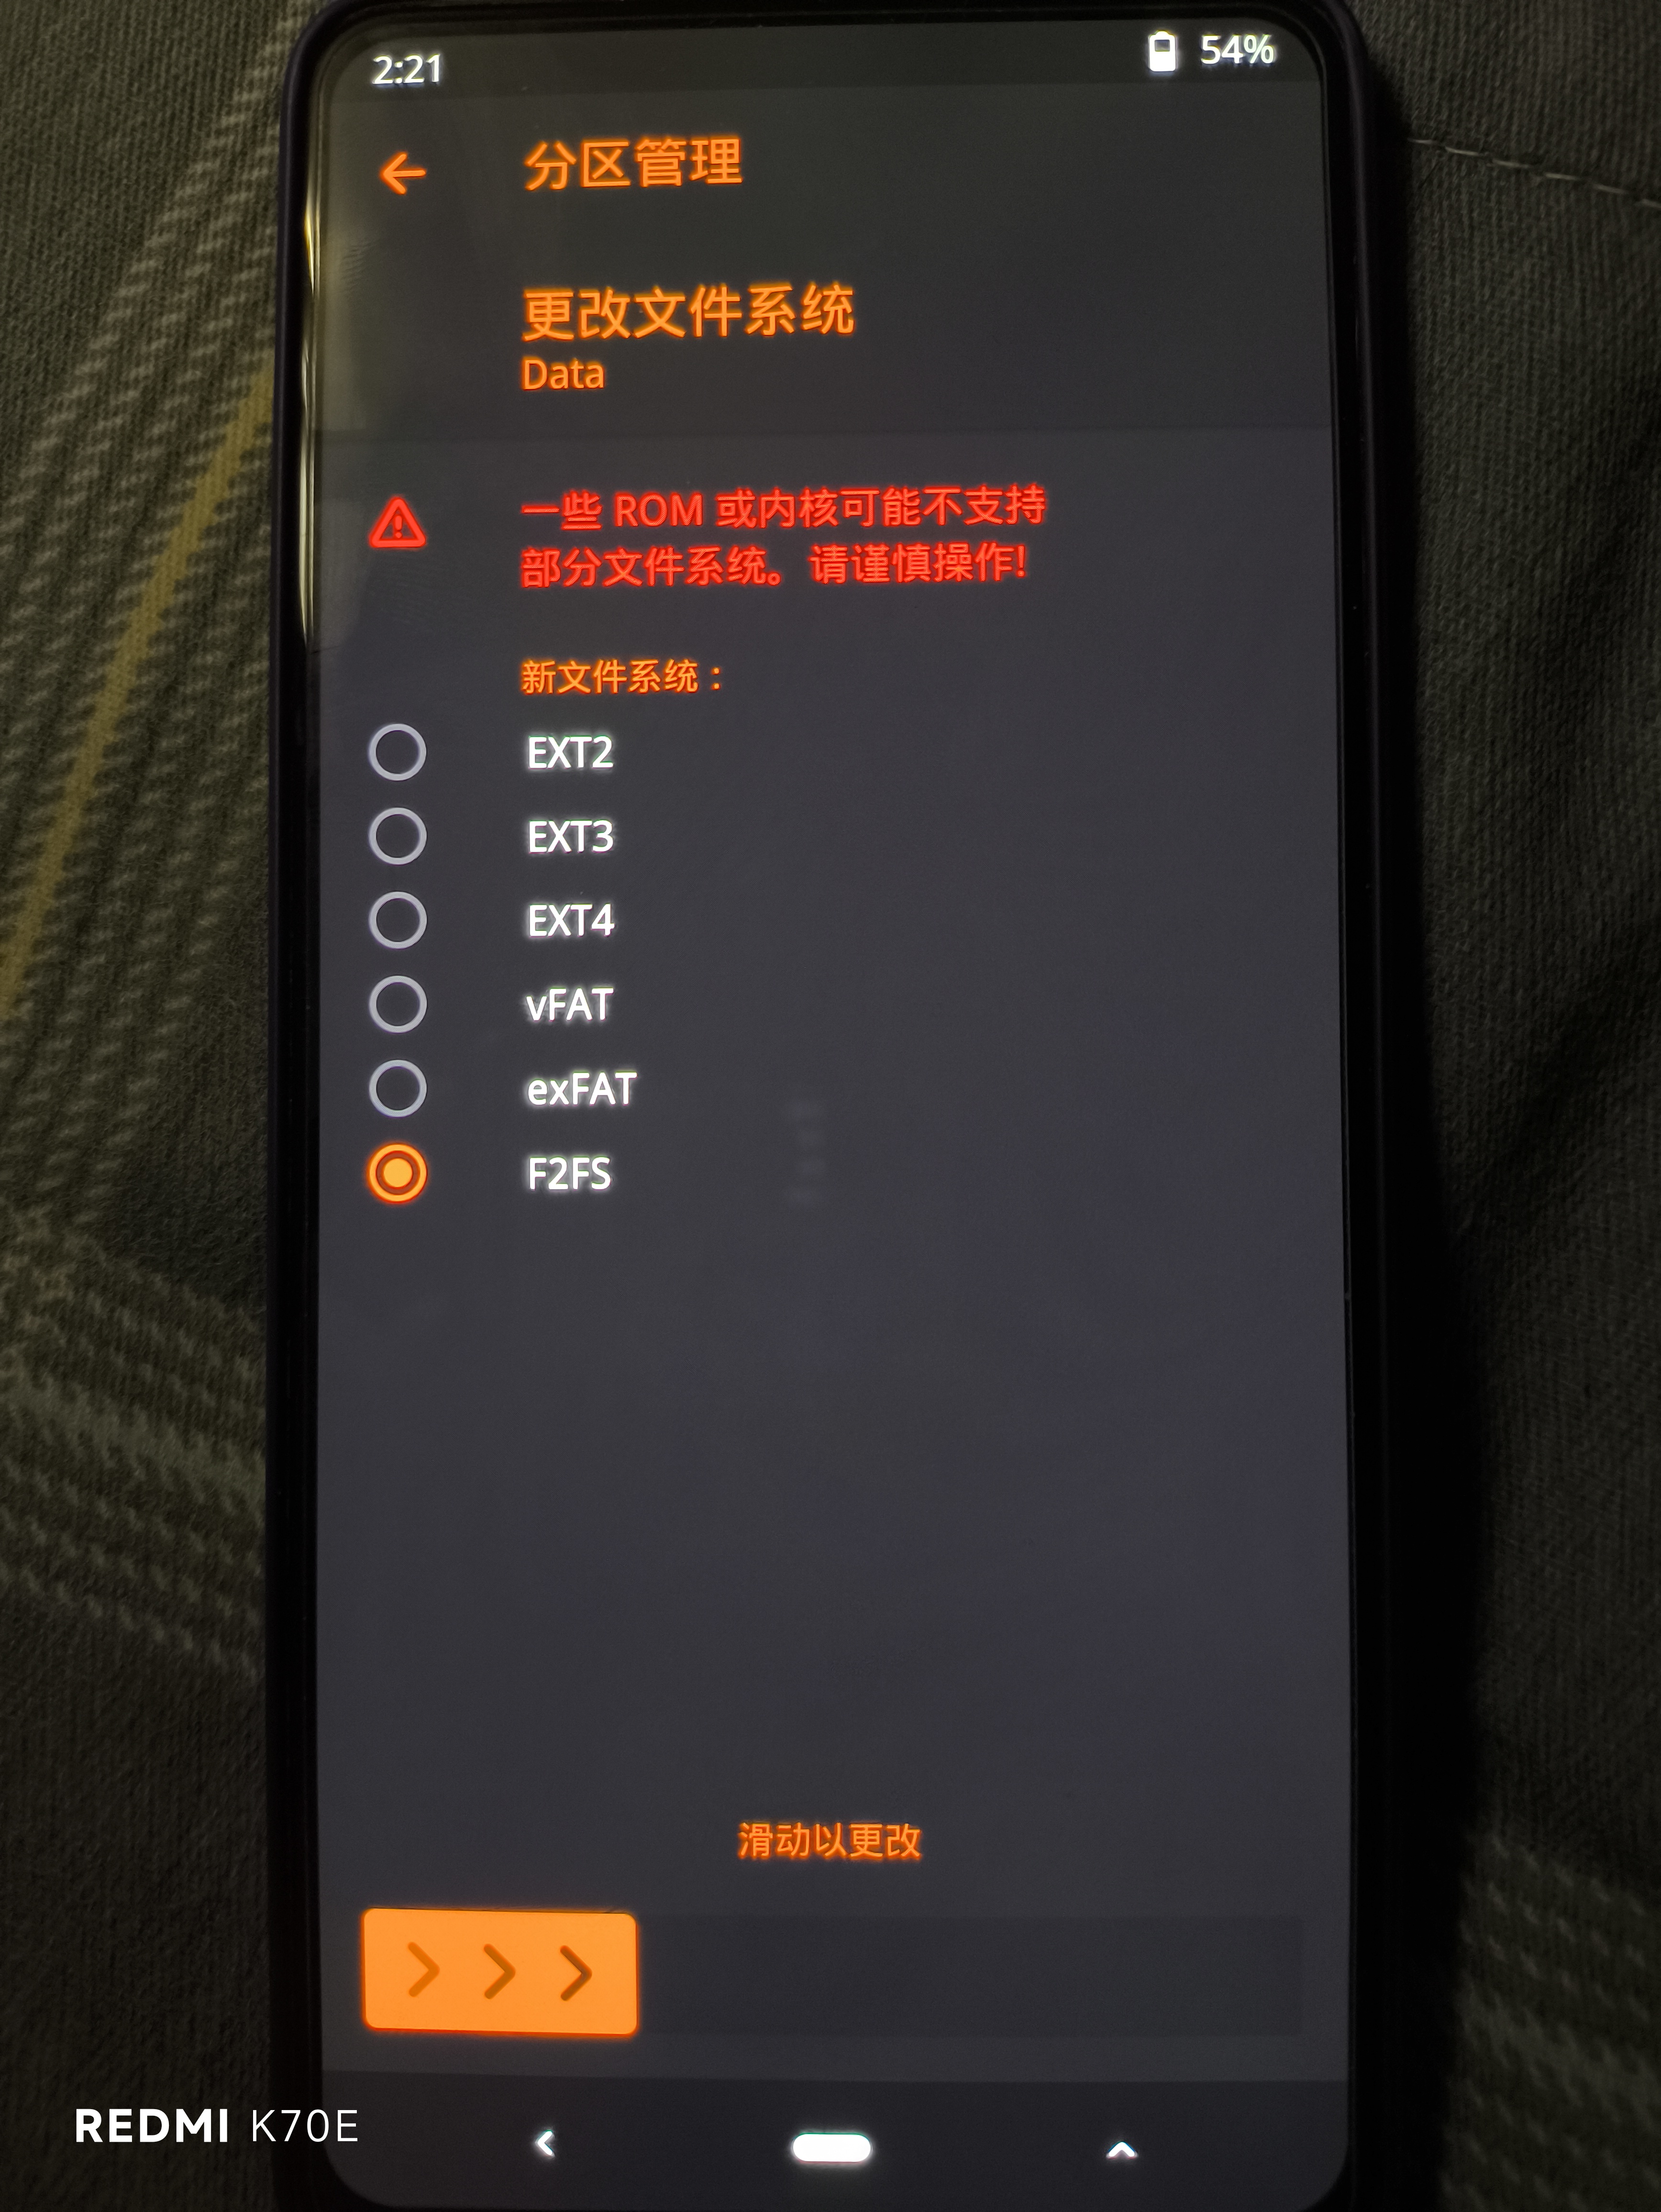 2:21
54%
分区管理
更改文件系统
Data
一些 ROM 或内核可能不支持
部分文件系统。请谨慎操作!
新文件系统：
EXT2
EXT3
EXT4
vFAT
exFAT
F2FS
滑动以更改
REDMI K70E